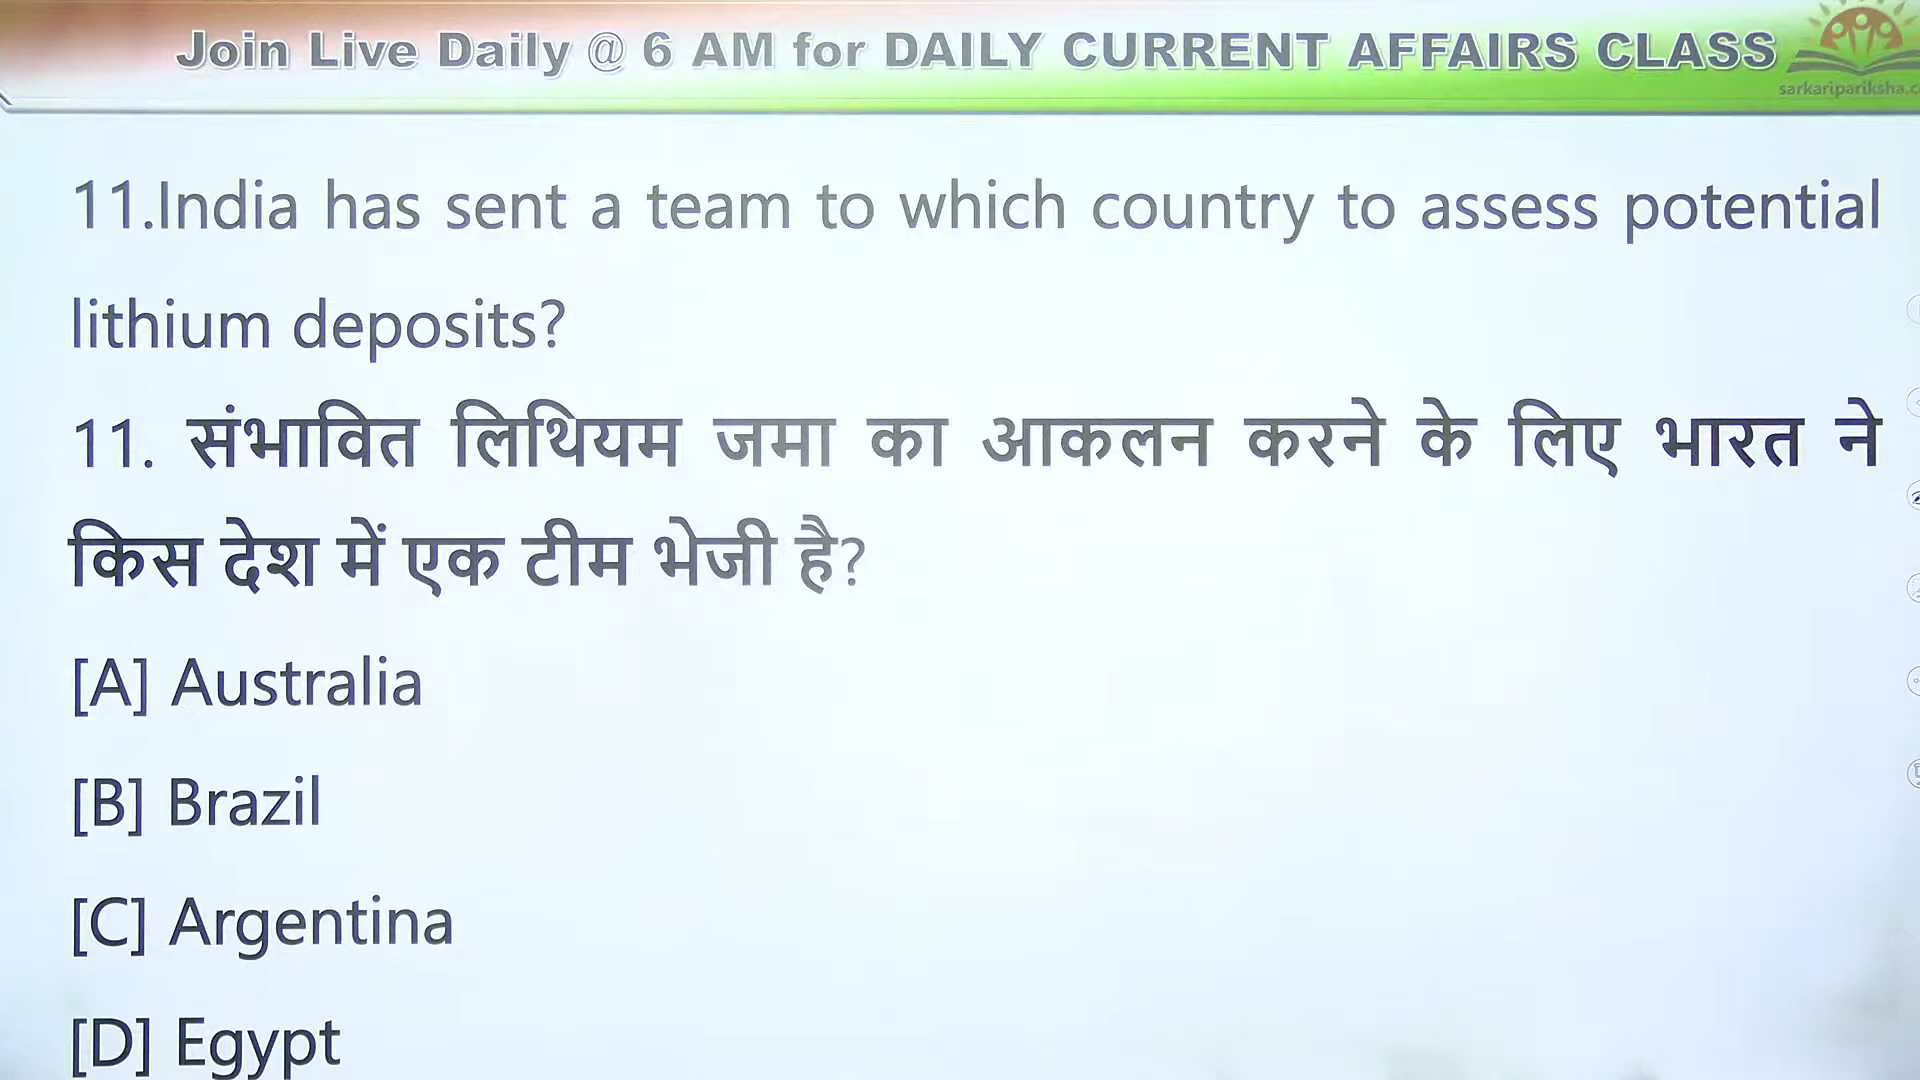 Join Live Daily @ 6 AM for DAILY CURRENT AFFAIRS CLASS
11.India has sent a team to which country to assess potential
lithium deposits?
11. संभावित लिथियम जमा का आकलन करने के लिए भारत ने
किस देश में एक टीम भेजी है?
[A] Australia
[B] Brazil
[C] Argentina
[D] Egypt